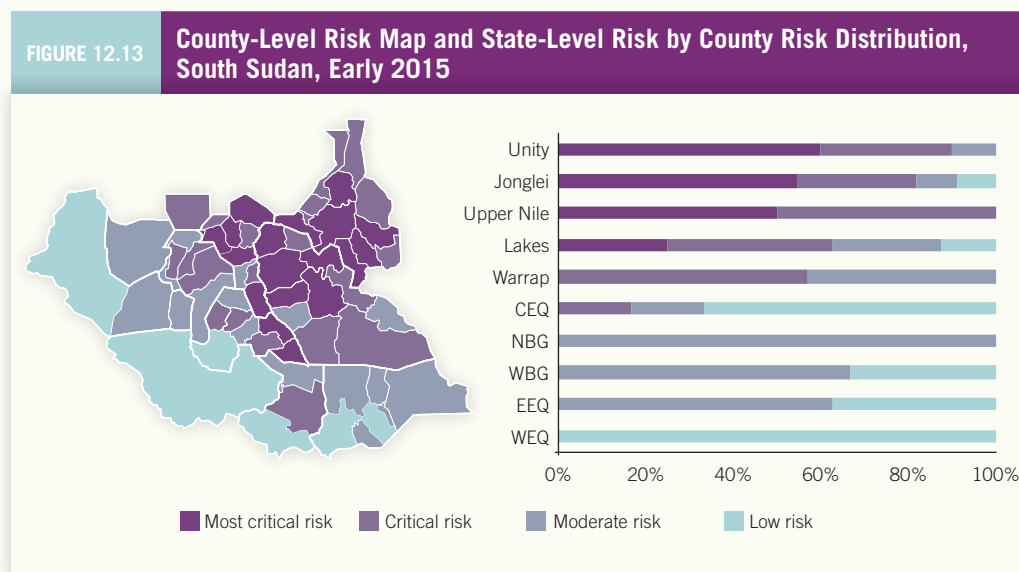 FIGURE 12.13
County-Level Risk Map and State-Level Risk by County Risk Distribution,
South Sudan, Early 2015
Unity
Jonglei
Upper Nile
Lakes
Warrap
CEQ
NBG
WBG
EEQ
WEQ
0% 20% 40% 60% 80% 100%
Most critical risk Critical risk Moderate risk Low risk